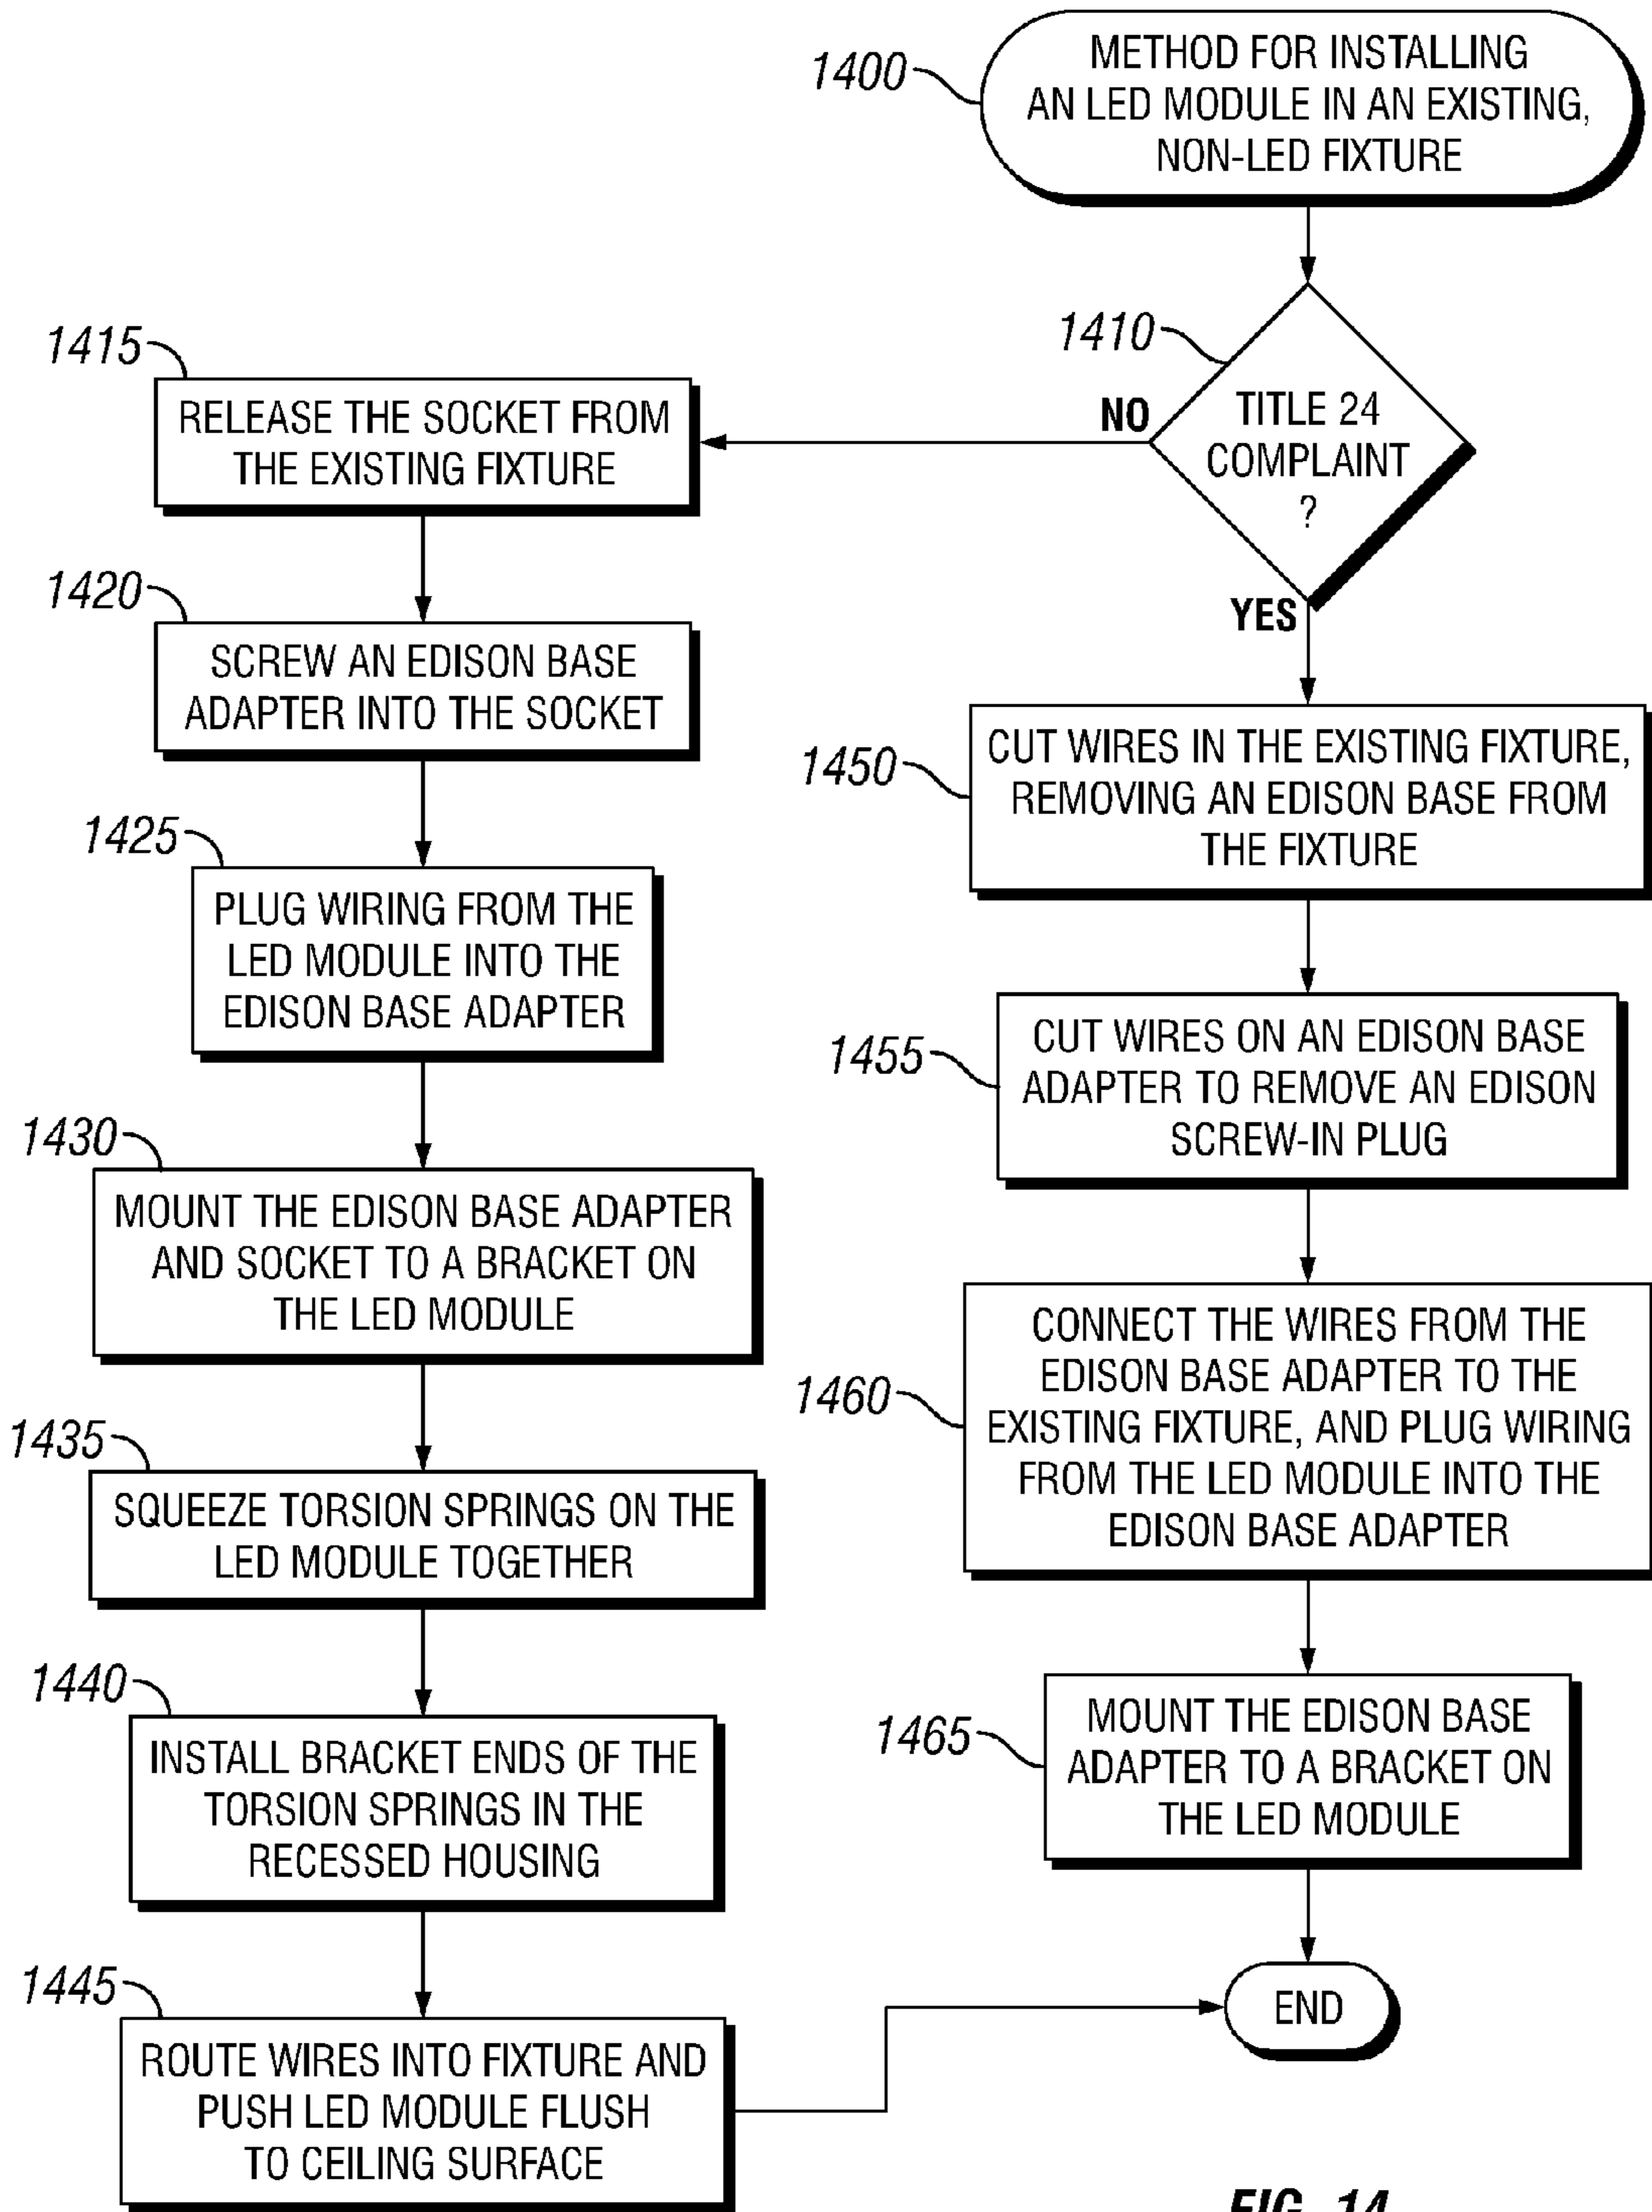 1400
METHOD FOR INSTALLING
AN LED MODULE IN AN EXISTING,
NON-LED FIXTURE
1410
TITLE 24
COMPLAINT
?
NO
YES
1415
RELEASE THE SOCKET FROM
THE EXISTING FIXTURE
1420
SCREW AN EDISON BASE
ADAPTER INTO THE SOCKET
1425
PLUG WIRING FROM THE
LED MODULE INTO THE
EDISON BASE ADAPTER
1430
MOUNT THE EDISON BASE ADAPTER
AND SOCKET TO A BRACKET ON
THE LED MODULE
1435
SQUEEZE TORSION SPRINGS ON THE
LED MODULE TOGETHER
1440
INSTALL BRACKET ENDS OF THE
TORSION SPRINGS IN THE
RECESSED HOUSING
1445
ROUTE WIRES INTO FIXTURE AND
PUSH LED MODULE FLUSH
TO CEILING SURFACE
1450
CUT WIRES IN THE EXISTING FIXTURE,
REMOVING AN EDISON BASE FROM
THE FIXTURE
1455
CUT WIRES ON AN EDISON BASE
ADAPTER TO REMOVE AN EDISON
SCREW-IN PLUG
1460
CONNECT THE WIRES FROM THE
EDISON BASE ADAPTER TO THE
EXISTING FIXTURE, AND PLUG WIRING
FROM THE LED MODULE INTO THE
EDISON BASE ADAPTER
1465
MOUNT THE EDISON BASE
ADAPTER TO A BRACKET ON
THE LED MODULE
END
FIG. 14